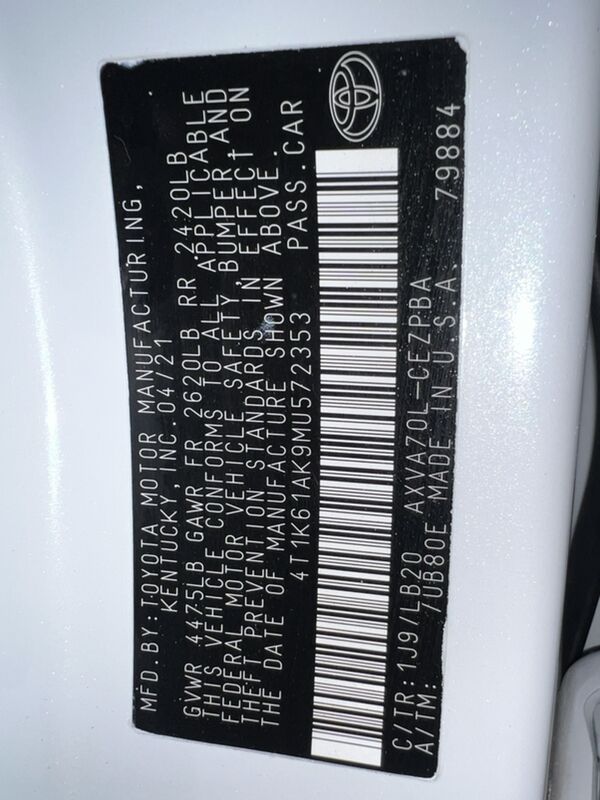 MFD.BY:TOYOTA MOTOR MANUFACTURING,
KENTUCKY, INC. 04/21
GVWR 4475LB GAWR FR 2620LB RR 2420LB
THIS VEHICLE CONFORMS TO ALL APPLICABLE
FEDERAL MOTOR VEHICLE SAFETY, BUMPER AND
THEFT PREVENTION STANDARDS IN EFFECT ON
THE DATE OF MANUFACTURE SHOWN ABOVE.
4T1K61AK9MU572353 PASS.CAR
C/TR:1J9/LB20 AXVA70L-CEZPBA 79884
A/TM: /UB80E MADE IN U.S.A.